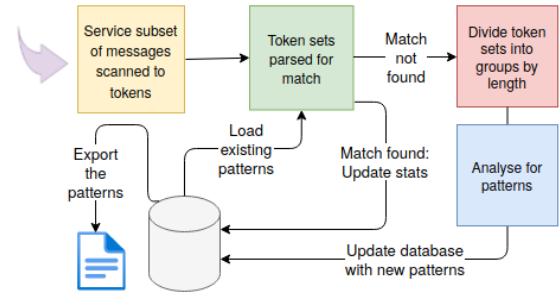 Service subset
of messages
scanned to
tokens
Token sets
parsed for
match
Match
not
found
Divide token
sets into
groups by
length
Export
the
patterns
Load
existing
patterns
Match found:
Update stats
Analyse for
patterns
Update database
with new patterns